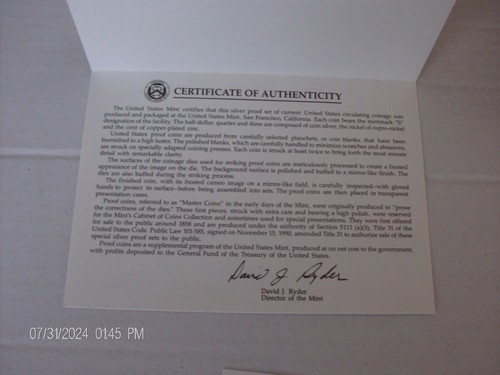 CERTIFICATE OF AUTHENTICITY
The United States Mint certifies that this silver proof set of current United States circulating coinage was
produced and packaged at the United States Mint, San Francisco, California. Each coin bears the mintmark "S"
designation of the facility. The half-dollar, quarter and dime are composed of coin silver, the nickel of cupro-nickel
and the cent of copper-plated zinc.
United States proof coins are produced from carefully selected planchets, or coin blanks, that have been
burnished to a high luster. The polished blanks, which are carefully handled to minimize scratches and abrasions,
are struck on specially adapted coining presses. Each coin is struck at least twice to bring forth the most minute
detail with remarkable clarity.
The surfaces of the coinage dies used for striking proof coins are meticulously processed to create a frosted
appearance of the image on the die. The background surface is polished and buffed to a mirror-like finish. The
dies are also buffed during the striking process.
The finished coin, with its frosted cameo image on a mirror-like field, is carefully inspected—with gloved
hands to protect its surface—before being assembled into sets. The proof coins are then placed in transparent
presentation cases.
Proof coins, referred to as "Master Coins" in the early days of the Mint, were originally produced to "prove
the correctness of the dies." These first pieces, struck with extra care and bearing a high polish, were reserved
for the Mint's Cabinet of Coins Collection and sometimes used for special presentations. They were first offered
for sale to the public around 1858 and are produced under the authority of Section 5111 (a)(3), Title 31 of the
United States Code. Public Law 101-585, signed on November 15, 1990, amended Title 31 to authorize sale of these
special silver proof sets to the public.
Proof coins are a supplemental program of the United States Mint, produced at no net cost to the government,
with profits deposited to the General Fund of the Treasury of the United States.
David J. Ryder
David J. Ryder
Director of the Mint
07/31/2024 01:45 PM